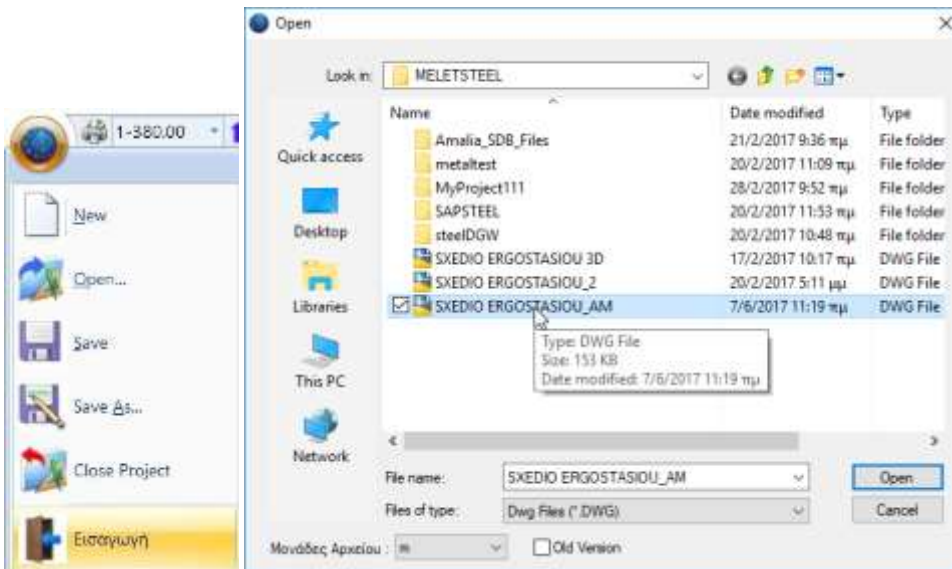 1-380.00
New
Open...
Save
Save As...
Close Project
Εισαγωγή
Open
Look in: MELETSTEEL
Name Date modified Type
Amalia_SDB_Files 21/2/2017 9:36 πμ File folder
metaltest 20/2/2017 11:09 πμ File folder
MyProject111 28/2/2017 9:52 πμ File folder
SAPSTEEL 20/2/2017 11:53 πμ File folder
steelDGW 20/2/2017 10:48 πμ File folder
SXEDIO ERGOSTASIOU 3D 17/2/2017 10:17 πμ DWG File
SXEDIO ERGOSTASIOU_2 20/2/2017 5:11 μμ DWG File
SXEDIO ERGOSTASIOU_AM 7/6/2017 11:19 πμ DWG File
Type: DWG File
Size: 153 KB
Date modified: 7/6/2017 11:19 πμ
Quick access
Desktop
Libraries
This PC
Network
File name: SXEDIO ERGOSTASIOU_AM Open
Files of type: Dwg Files (*.DWG) Cancel
Μονάδες Αρχείου : m Old Version